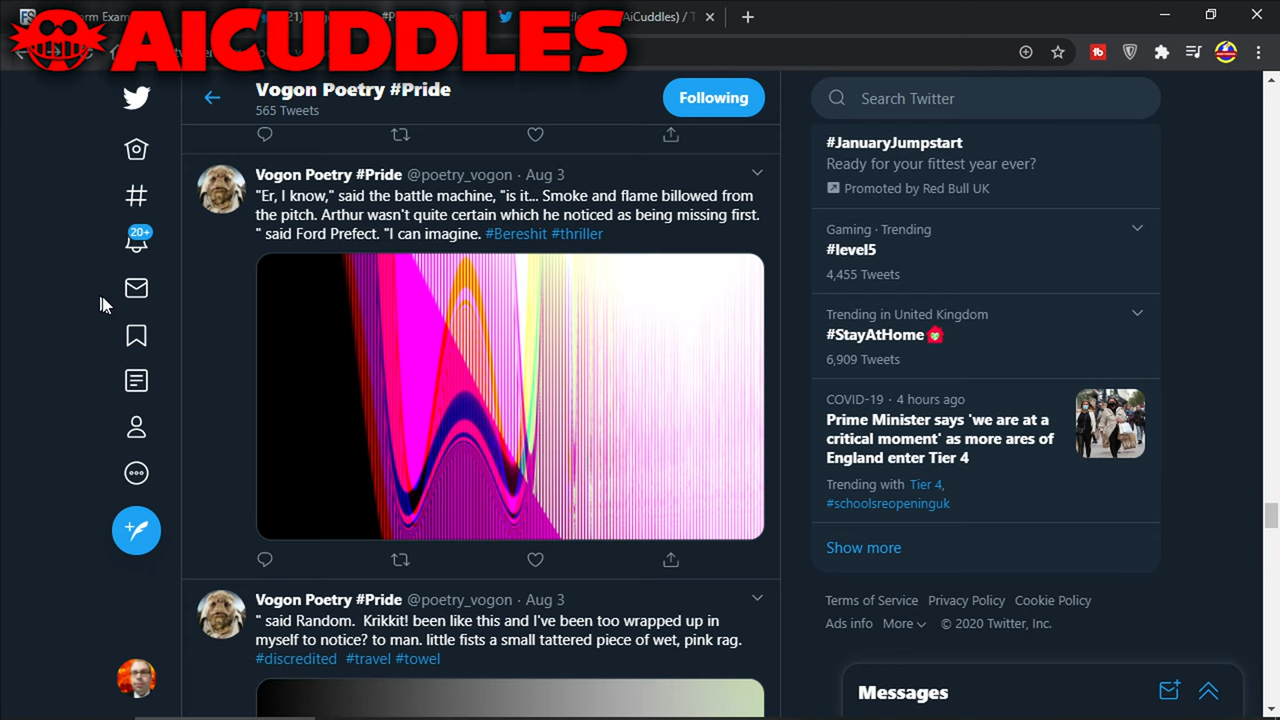 AICUDDLES
AiCuddles) / T
Vogon Poetry #Pride
565 Tweets
Following
Vogon Poetry #Pride @poetry_vogon · Aug 3
"Er, I know," said the battle machine, "is it... Smoke and flame billowed from
the pitch. Arthur wasn't quite certain which he noticed as being missing first.
" said Ford Prefect. "I can imagine. #Bereshit #thriller
Vogon Poetry #Pride @poetry_vogon · Aug 3
" said Random.  Krikkit! been like this and I've been too wrapped up in
myself to notice? to man. little fists a small tattered piece of wet, pink rag.
#discredited #travel #towel
20+
Search Twitter
#JanuaryJumpstart
Ready for your fittest year ever?
Promoted by Red Bull UK
Gaming · Trending
#level5
4,455 Tweets
Trending in United Kingdom
#StayAtHome
6,909 Tweets
COVID-19 · 4 hours ago
Prime Minister says 'we are at a
critical moment' as more ares of
England enter Tier 4
Trending with Tier 4,
#schoolsreopeninguk
Show more
Terms of Service Privacy Policy Cookie Policy
Ads info More © 2020 Twitter, Inc.
Messages